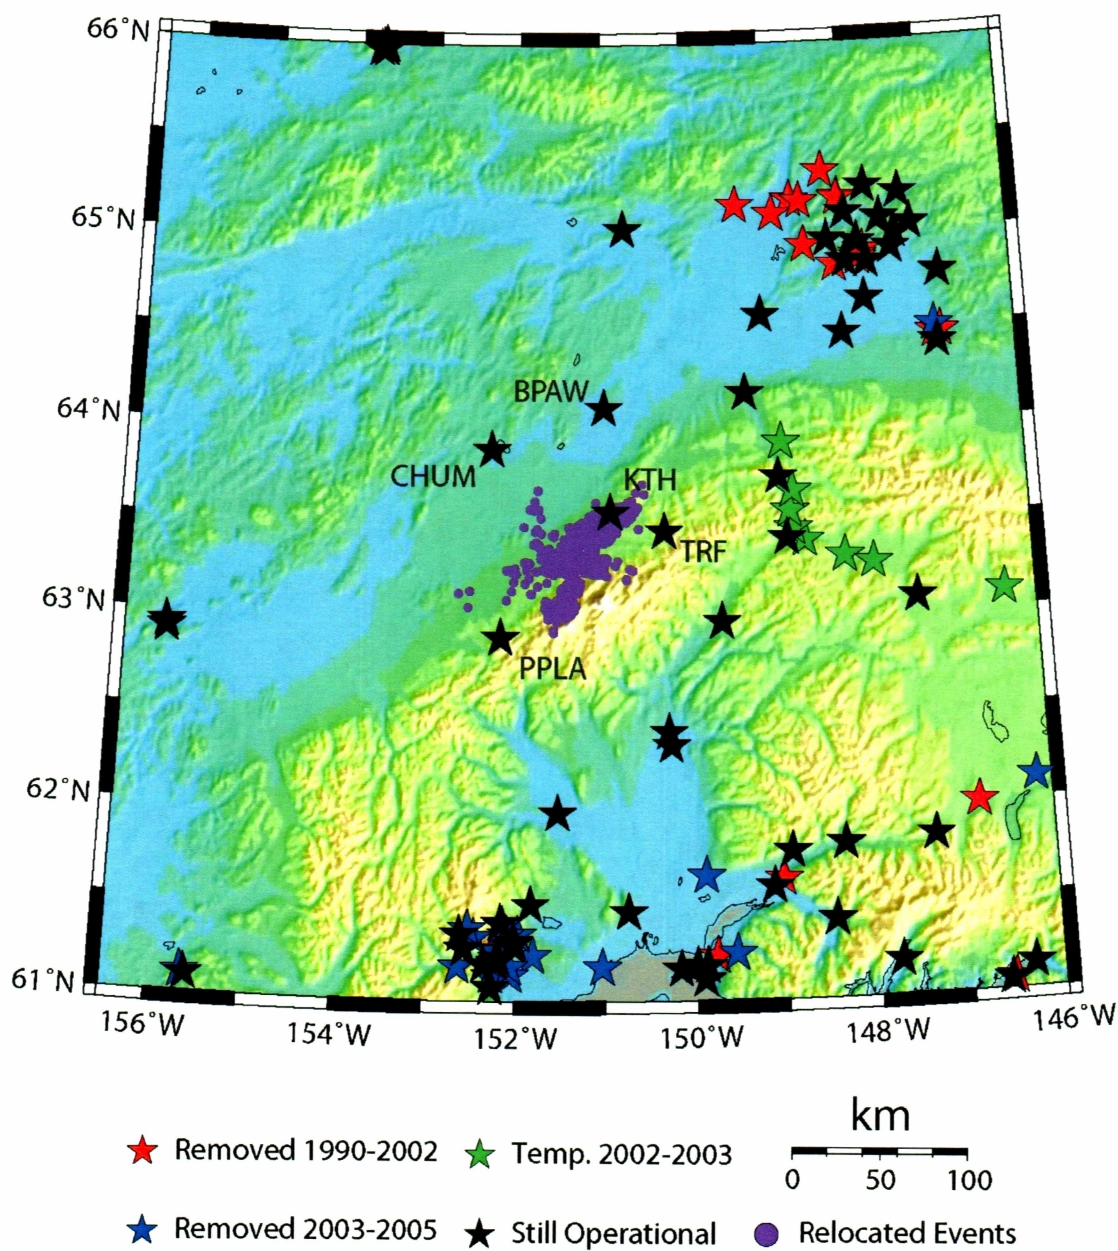 66˚N
65˚N
BPAW
64˚N
CHUM
KTH
TRF
63˚N
PPLA
62˚N
61˚N
156˚W
154˚W
152˚W
150˚W
148˚W
146˚W
km
Removed 1990-2002
Temp. 2002-2003
0
50
100
Removed 2003-2005
Still Operational
Relocated Events